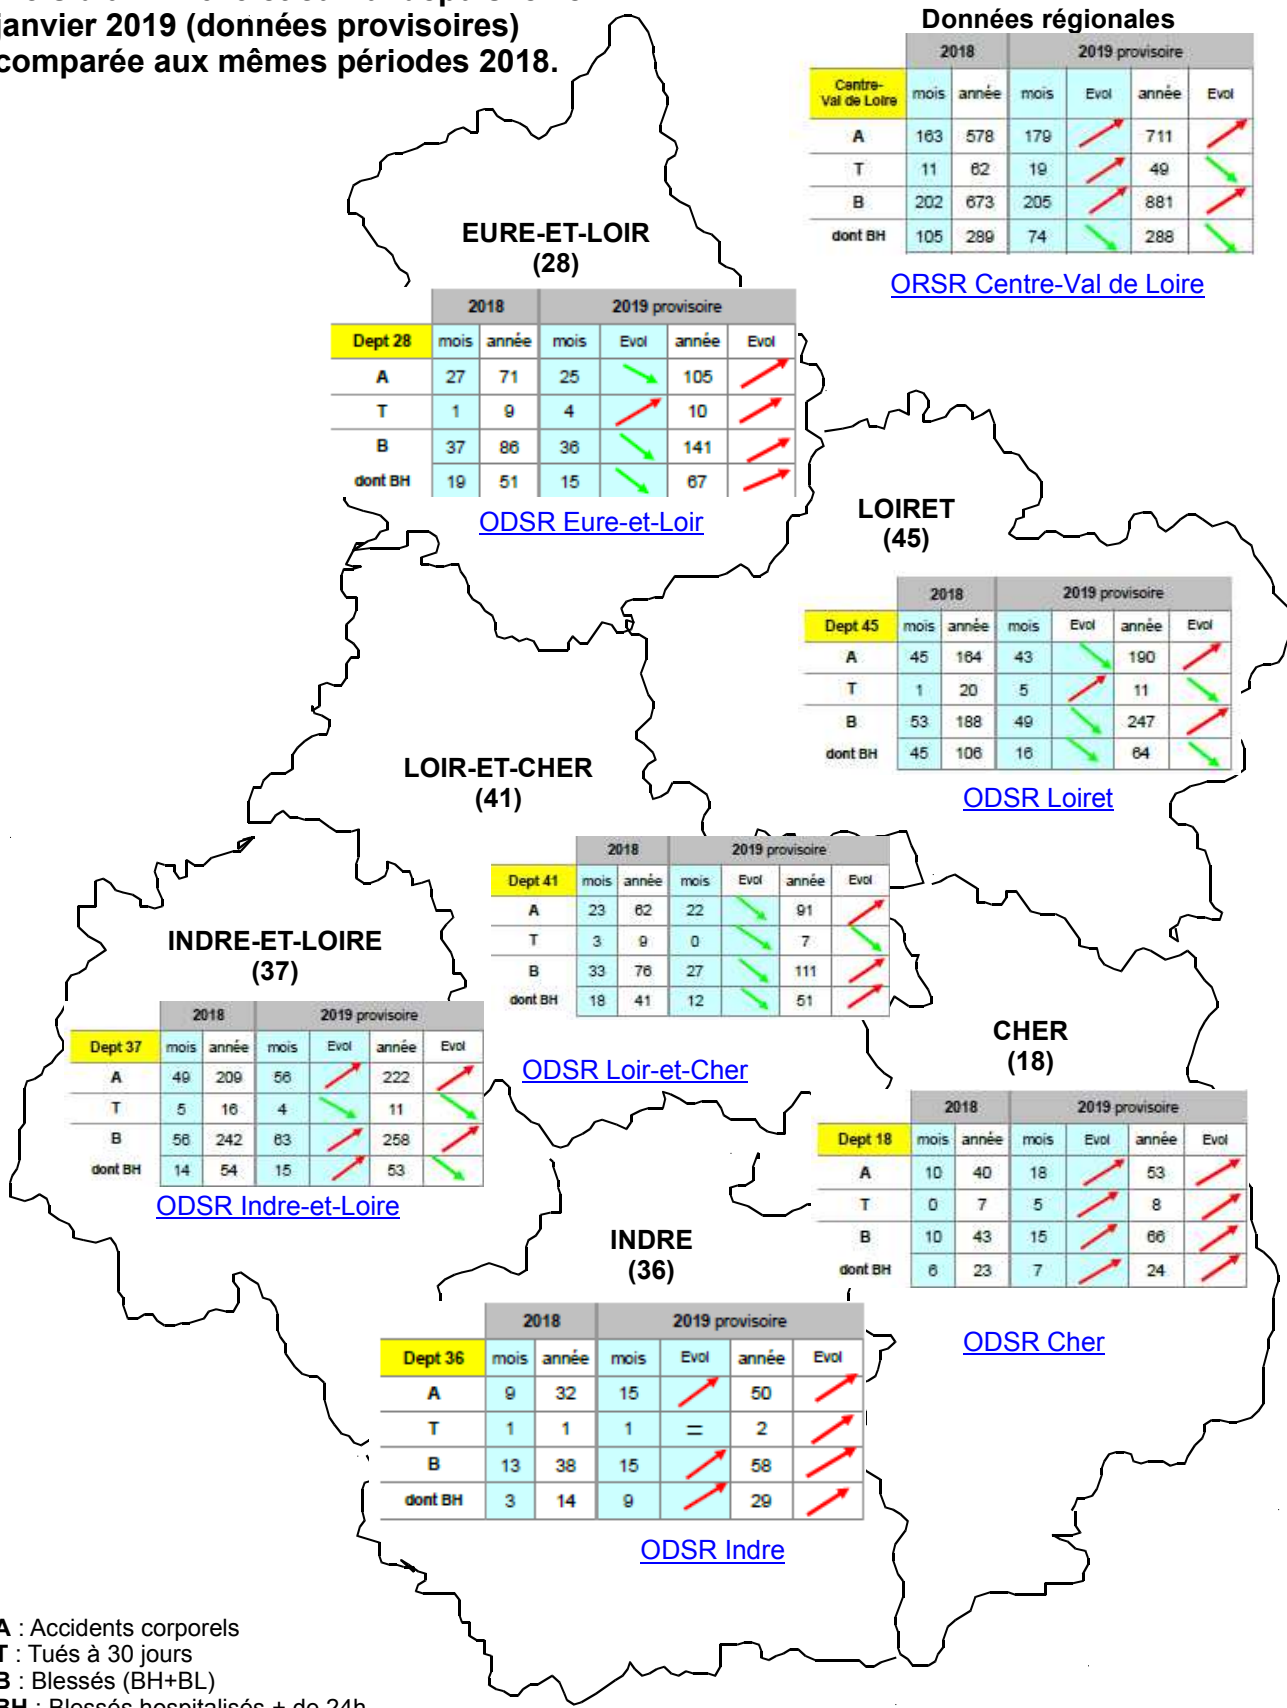 janvier 2019 (données provisoires)
comparée aux mêmes périodes 2018.
Données régionales
2018 2019 provisoire
Centre-Val de Loire mois année mois Evol année Evol
A 163 578 179 711
T 11 62 19 49
B 202 673 205 881
dont BH 105 289 74 288
ORSR Centre-Val de Loire
EURE-ET-LOIR
(28)
2018 2019 provisoire
Dept 28 mois année mois Evol année Evol
A 27 71 25 105
T 1 9 4 10
B 37 86 36 141
dont BH 19 51 15 67
ODSR Eure-et-Loir
LOIRET
(45)
2018 2019 provisoire
Dept 45 mois année mois Evol année Evol
A 45 164 43 190
T 1 20 5 11
B 53 188 49 247
dont BH 45 106 16 64
ODSR Loiret
LOIR-ET-CHER
(41)
2018 2019 provisoire
Dept 41 mois année mois Evol année Evol
A 23 62 22 91
T 3 9 0 7
B 33 76 27 111
dont BH 18 41 12 51
ODSR Loir-et-Cher
INDRE-ET-LOIRE
(37)
2018 2019 provisoire
Dept 37 mois année mois Evol année Evol
A 49 209 56 222
T 5 16 4 11
B 56 242 63 258
dont BH 14 54 15 53
ODSR Indre-et-Loire
CHER
(18)
2018 2019 provisoire
Dept 18 mois année mois Evol année Evol
A 10 40 18 53
T 0 7 5 8
B 10 43 15 66
dont BH 6 23 7 24
ODSR Cher
INDRE
(36)
2018 2019 provisoire
Dept 36 mois année mois Evol année Evol
A 9 32 15 50
T 1 1 1 = 2
B 13 38 15 58
dont BH 3 14 9 29
ODSR Indre
A : Accidents corporels
T : Tués à 30 jours
B : Blessés (BH+BL)
BH : Blessés hospitalisés + de 24h